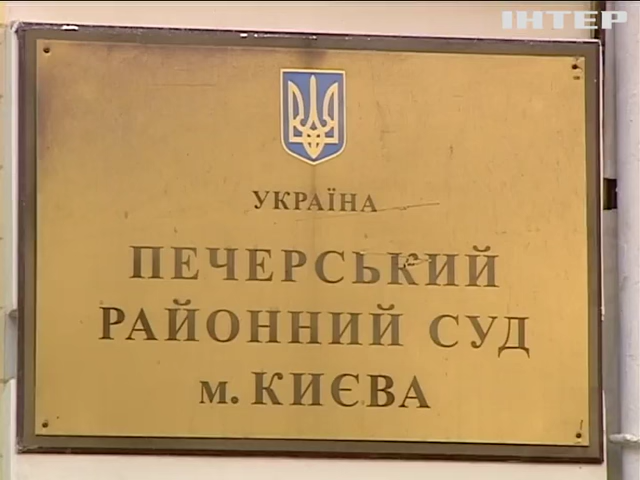 ІНТЕР
УКРАЇНА
ПЕЧЕРСЬКИЙ
РАЙОННИЙ СУД
м. КИЄВА